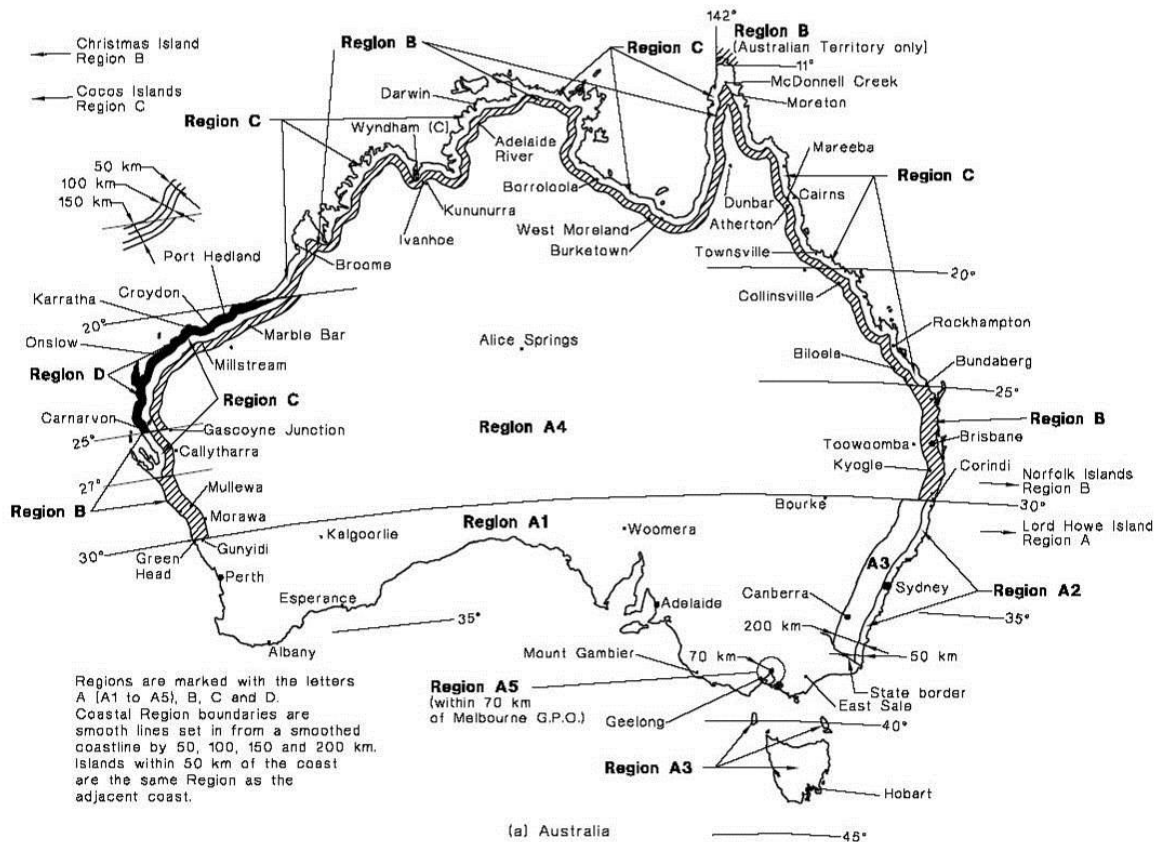 Christmas Island
Region B
Cocos Islands
Region C
50 km
100 km
150 km
Region B
Region C
142°
Region B
(Australian Territory only)
11°
McDonnell Creek
Moreton
Darwin
Region C
Wyndham (C)
Adelaide
River
Mareeba
Region C
Borroloola
Dunbar
Cairns
Kununurra
Atherton
Ivanhoe
West Moreland
Burketown
Townsville
Port Hedland
Broome
20°
Croydon
Collinsville
Karratha
20°
Marble Bar
Rockhampton
Onslow
Alice Springs
Millstream
Biloela
Bundaberg
Region D
25°
Region C
Carnarvon
Region B
25°
Gascoyne Junction
Region A4
Toowoomba
Brisbane
Callytharra
Kyogle
Corindi
27°
Norfolk Islands
Region B
Mullewa
Bourke
30°
Region B
Morawa
Region A1
Lord Howe Island
Region A
Kalgoorlie
Woomera
30°
Gunyidi
Green
Head
A3
Perth
Sydney
Region A2
Esperance
Adelaide
Canberra
35°
35°
200 km
Albany
Mount Gambier
70 km
50 km
Region A5
(within 70 km
of Melbourne G.P.O.)
State border
East Sale
Geelong
40°
Regions are marked with the letters
A (A1 to A5), B, C and D.
Coastal Region boundaries are
smooth lines set in from a smoothed
coastline by 50, 100, 150 and 200 km.
Islands within 50 km of the coast
are the same Region as the
adjacent coast.
Region A3
Hobart
(a) Australia
45°